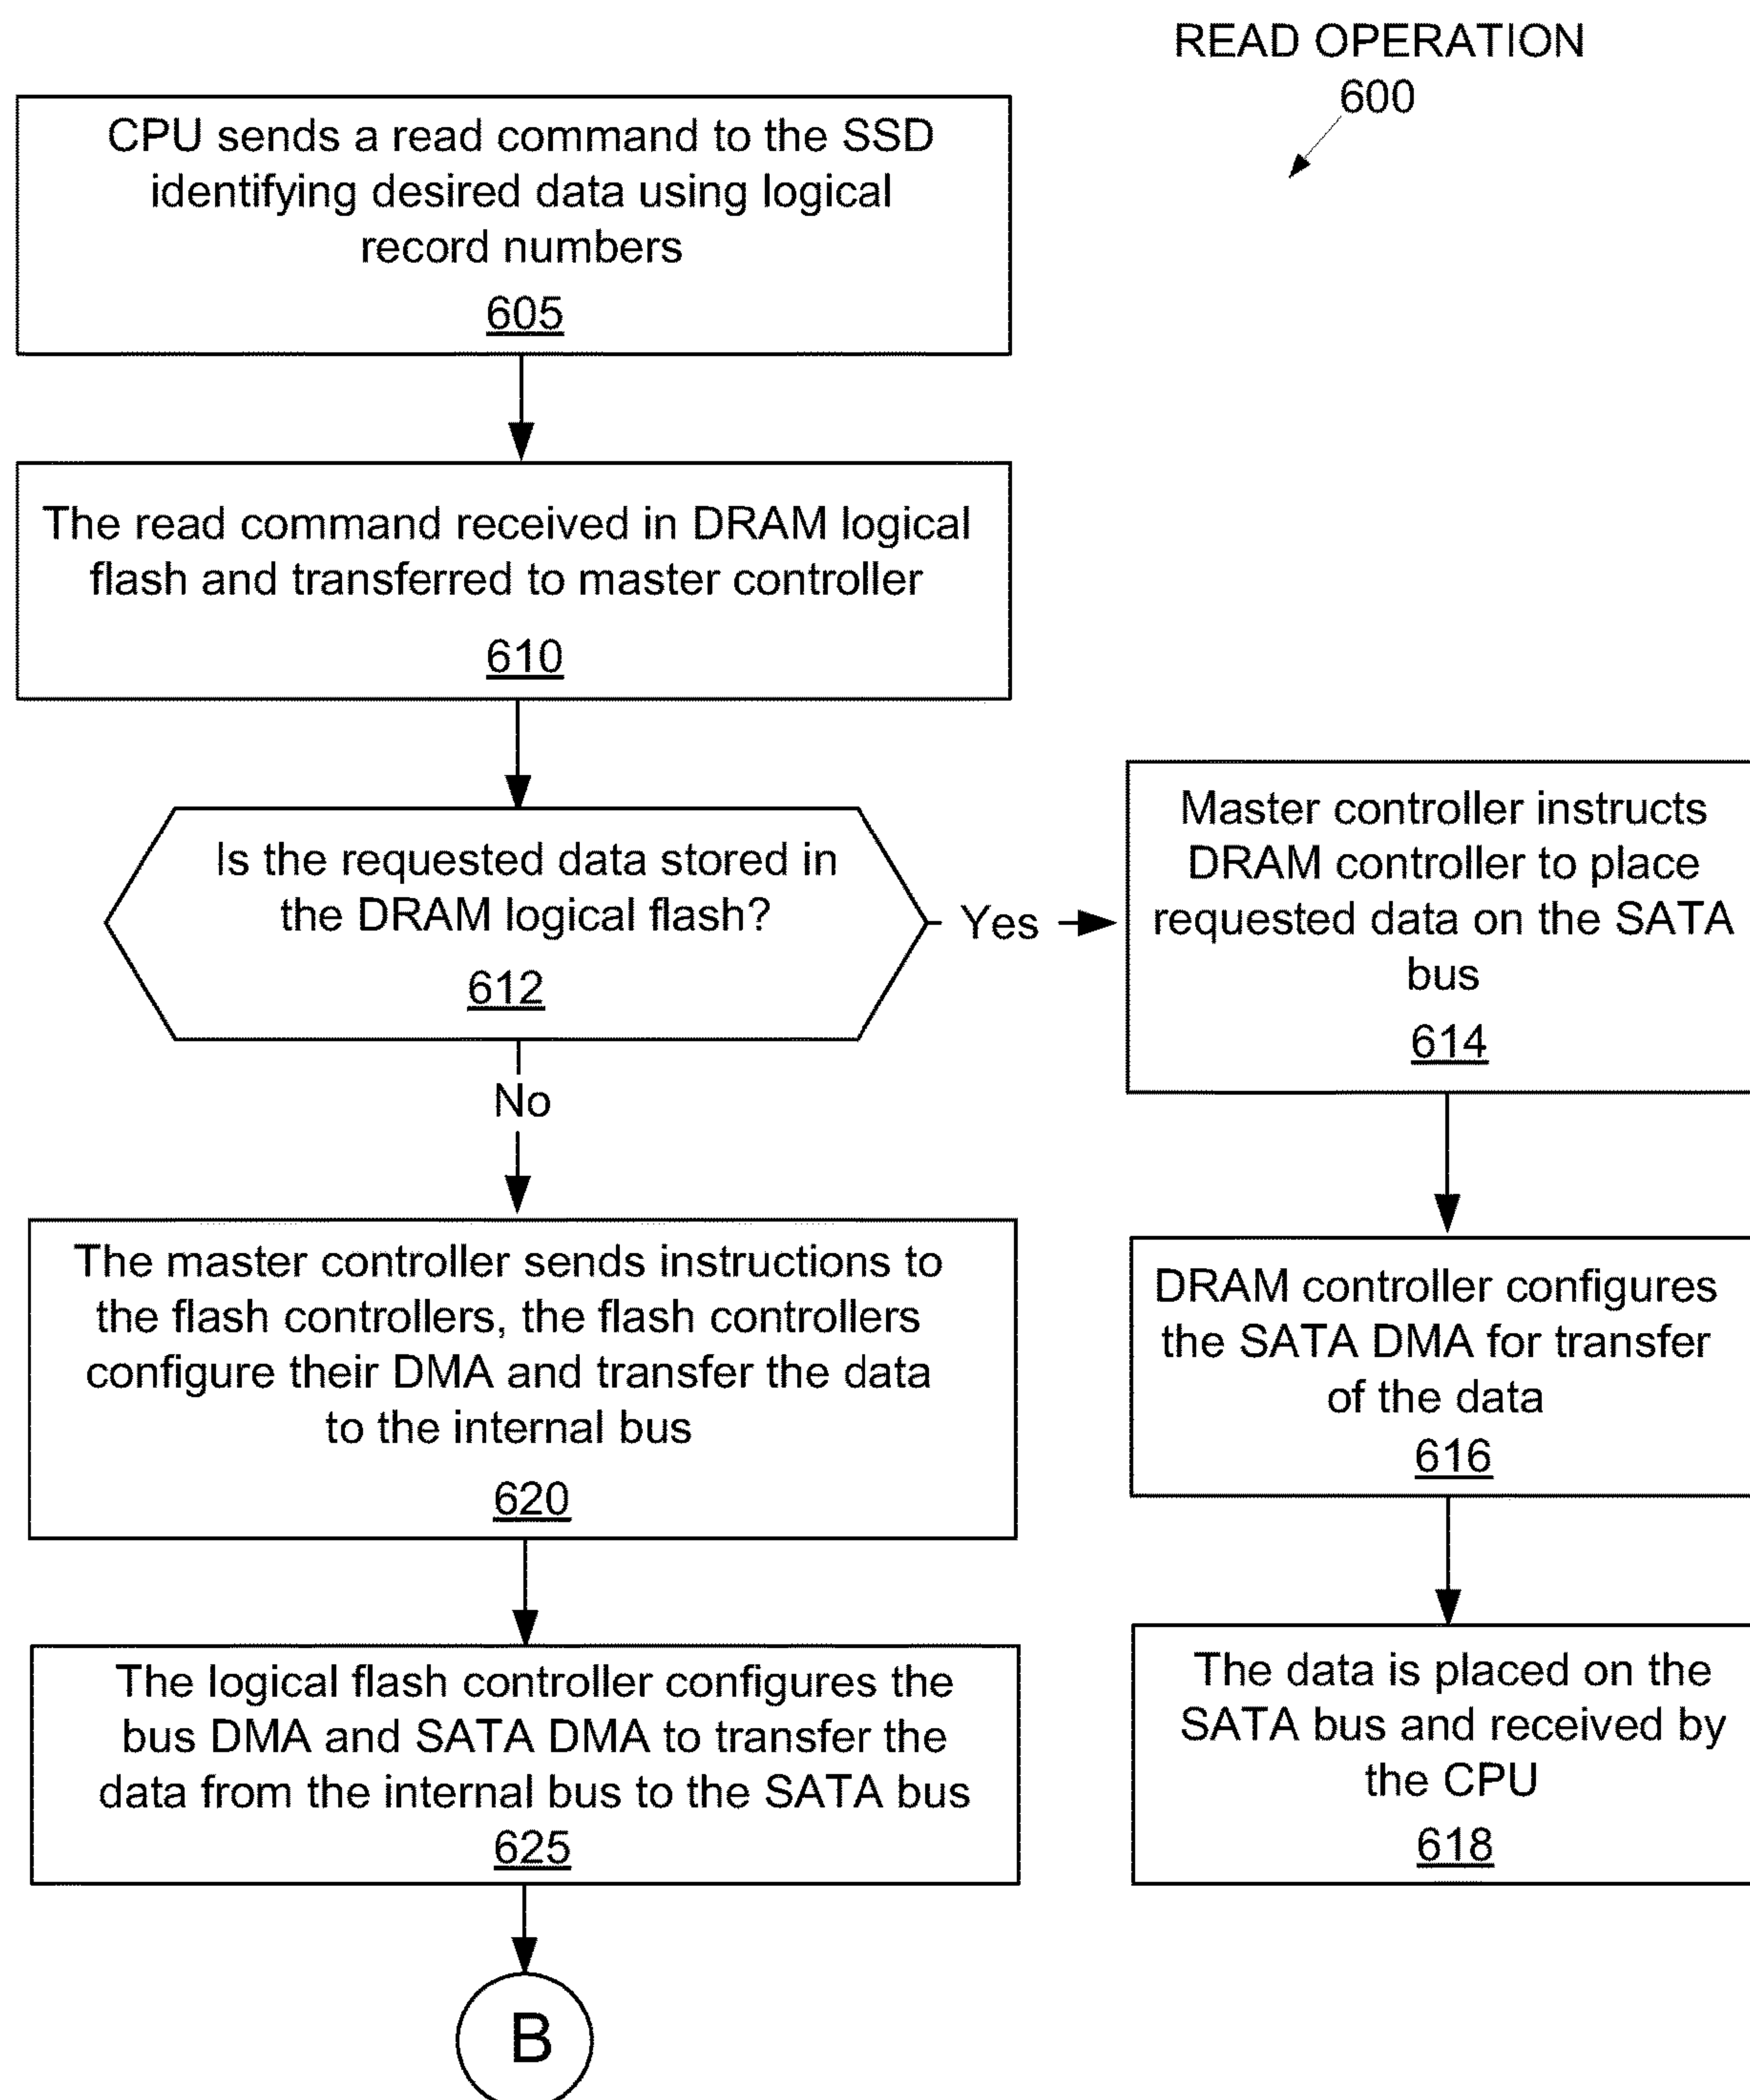 READ OPERATION
600
CPU sends a read command to the SSD
identifying desired data using logical
record numbers
605
The read command received in DRAM logical
flash and transferred to master controller
610
Is the requested data stored in
the DRAM logical flash?
612
Yes
Master controller instructs
DRAM controller to place
requested data on the SATA
bus
614
No
DRAM controller configures
the SATA DMA for transfer
of the data
616
The data is placed on the
SATA bus and received by
the CPU
618
The master controller sends instructions to
the flash controllers, the flash controllers
configure their DMA and transfer the data
to the internal bus
620
The logical flash controller configures the
bus DMA and SATA DMA to transfer the
data from the internal bus to the SATA bus
625
B